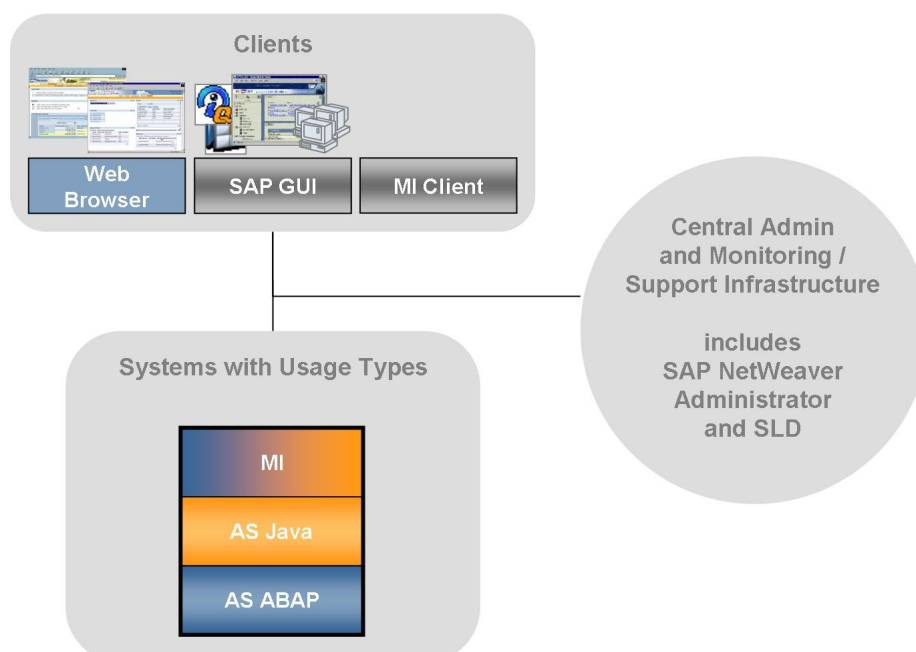 Clients
Web
Browser
SAP GUI
MI Client
Central Admin
and Monitoring /
Support Infrastructure
includes
SAP NetWeaver
Administrator
and SLD
Systems with Usage Types
MI
AS Java
AS ABAP